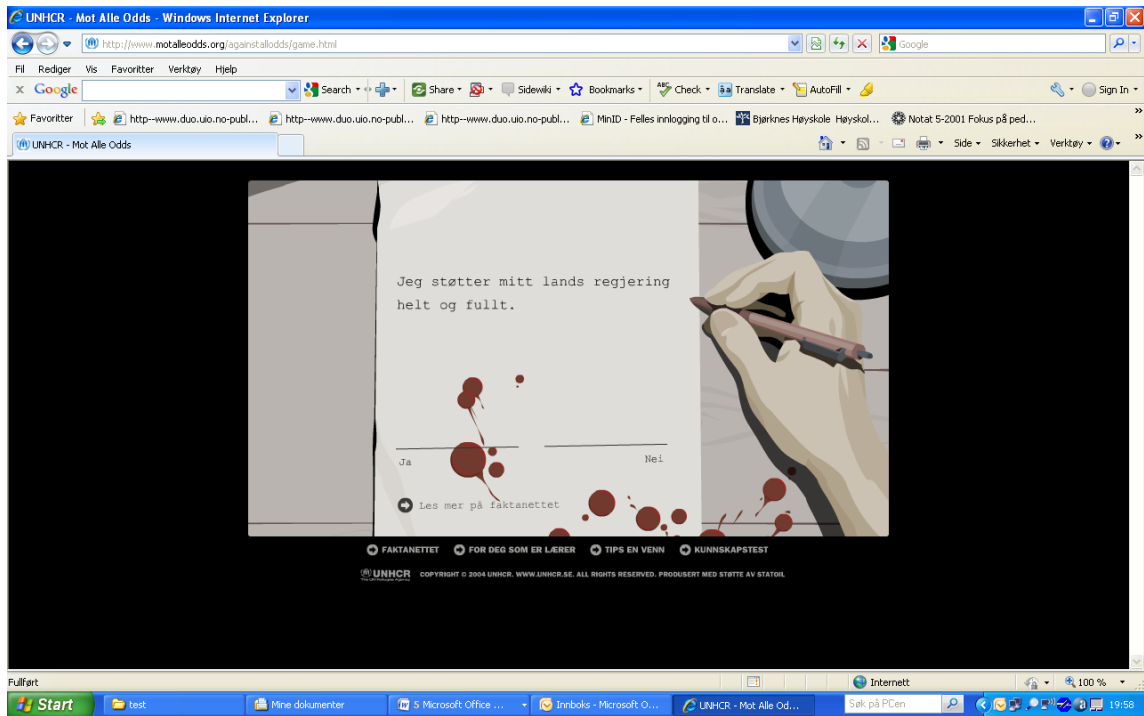 UNHCR - Mot Alle Odds - Windows Internet Explorer
http://www.motalleodds.org/againstallodds/game.html
Google
Fil Rediger Vis Favoritter Verktøy Hjelp
x Google Search Share Sidewiki Bookmarks ABC Check Translate AutoFill Sign In
Favoritter http--www.duo.uio.no-publ... http--www.duo.uio.no-publ... http--www.duo.uio.no-publ... MinID - Felles innlogging til o... Bjørknes Høyskole Høyskol... Notat 5-2001 Fokus på ped... »
UNHCR - Mot Alle Odds Side Sikkerhet Verktøy »
Jeg støtter mitt lands regjering
helt og fullt.
Ja Nei
Les mer på faktanettet
FAKTANETTET FOR DEG SOM ER LÆRER TIPS EN VENN KUNNSKAPSTEST
UNHCR COPYRIGHT © 2004 UNHCR. WWW.UNHCR.SE. ALL RIGHTS RESERVED. PRODUSERT MED STØTTE AV STATOIL
Fullført Internett 100 %
Start test Mine dokumenter 5 Microsoft Office ... Innboks - Microsoft O... UNHCR - Mot Alle Od... Søk på PCen 19:58